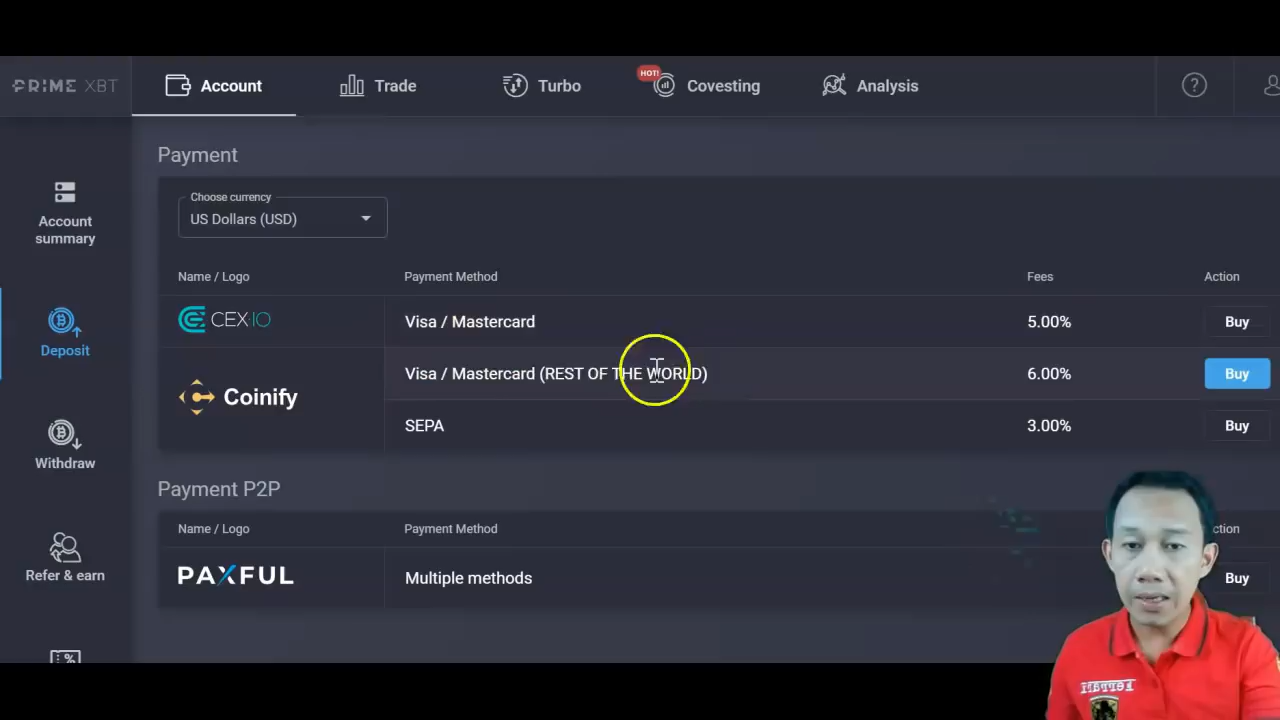 PRIME XBT
Account
Trade
Turbo
HOT!
Covesting
Analysis
?
Payment
Choose currency
US Dollars (USD)
Name / Logo Payment Method Fees Action
CEX·IO Visa / Mastercard 5.00% Buy
Coinify
Visa / Mastercard (REST OF THE WORLD) 6.00% Buy
SEPA 3.00% Buy
Payment P2P
Name / Logo Payment Method
PAXFUL Multiple methods Buy
Account
summary
Deposit
Withdraw
Refer & earn
%
Ferrari